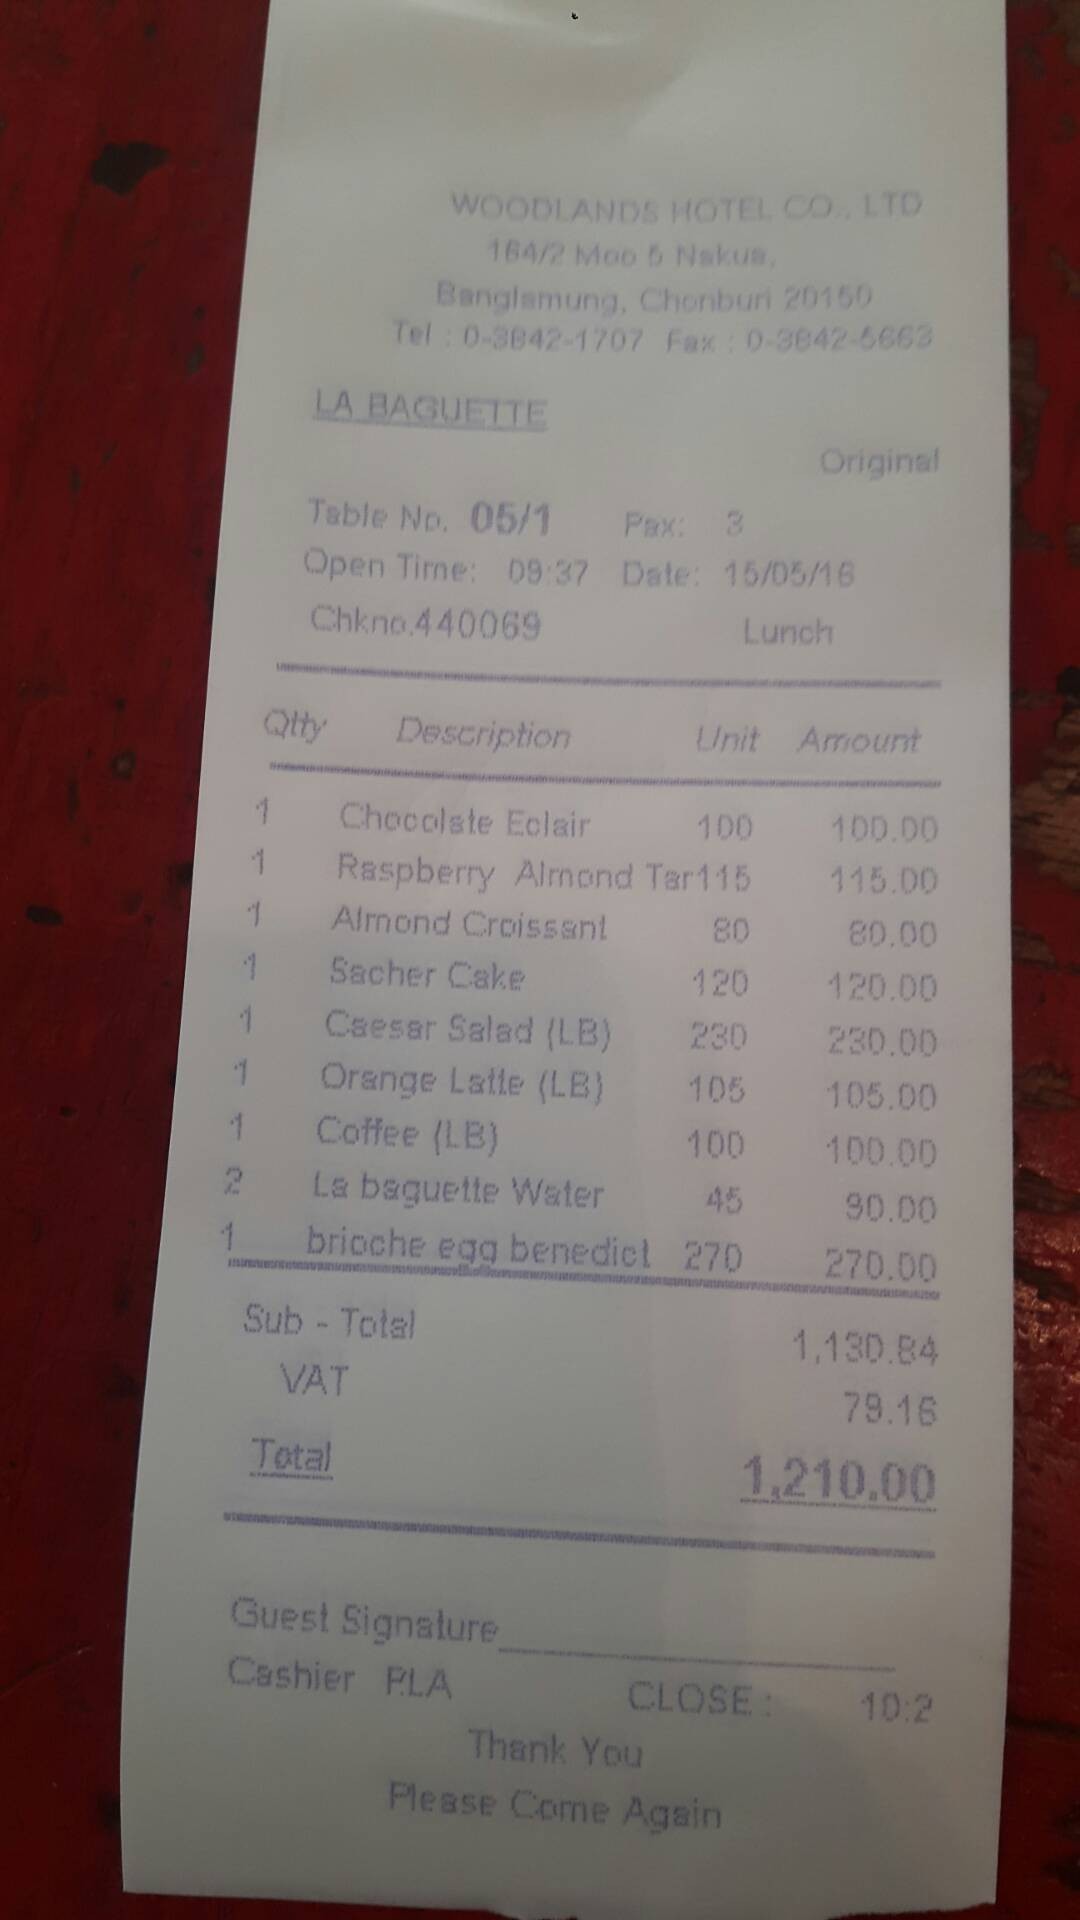 WOODLANDS HOTEL CO., LTD
164/2 Moo 5 Nakua,
Banglamung, Chonburi 20150
Tel : 0-3842-1707 Fax : 0-3842-5663
LA BAGUETTE
Original
Table No. 05/1 Pax: 3
Open Time: 09:37 Date: 15/05/16
Chkno.440069 Lunch
Qtty Description Unit Amount
1 Chocolate Eclair 100 100.00
1 Raspberry Almond Tar115 115.00
1 Almond Croissant 80 80.00
1 Sacher Cake 120 120.00
1 Caesar Salad (LB) 230 230.00
1 Orange Latte (LB) 105 105.00
1 Coffee (LB) 100 100.00
2 La baguette Water 45 90.00
1 brioche egg benedict 270 270.00
Sub - Total 1,130.84
VAT 79.16
Total 1,210.00
Guest Signature
Cashier P.LA CLOSE : 10:2
Thank You
Please Come Again